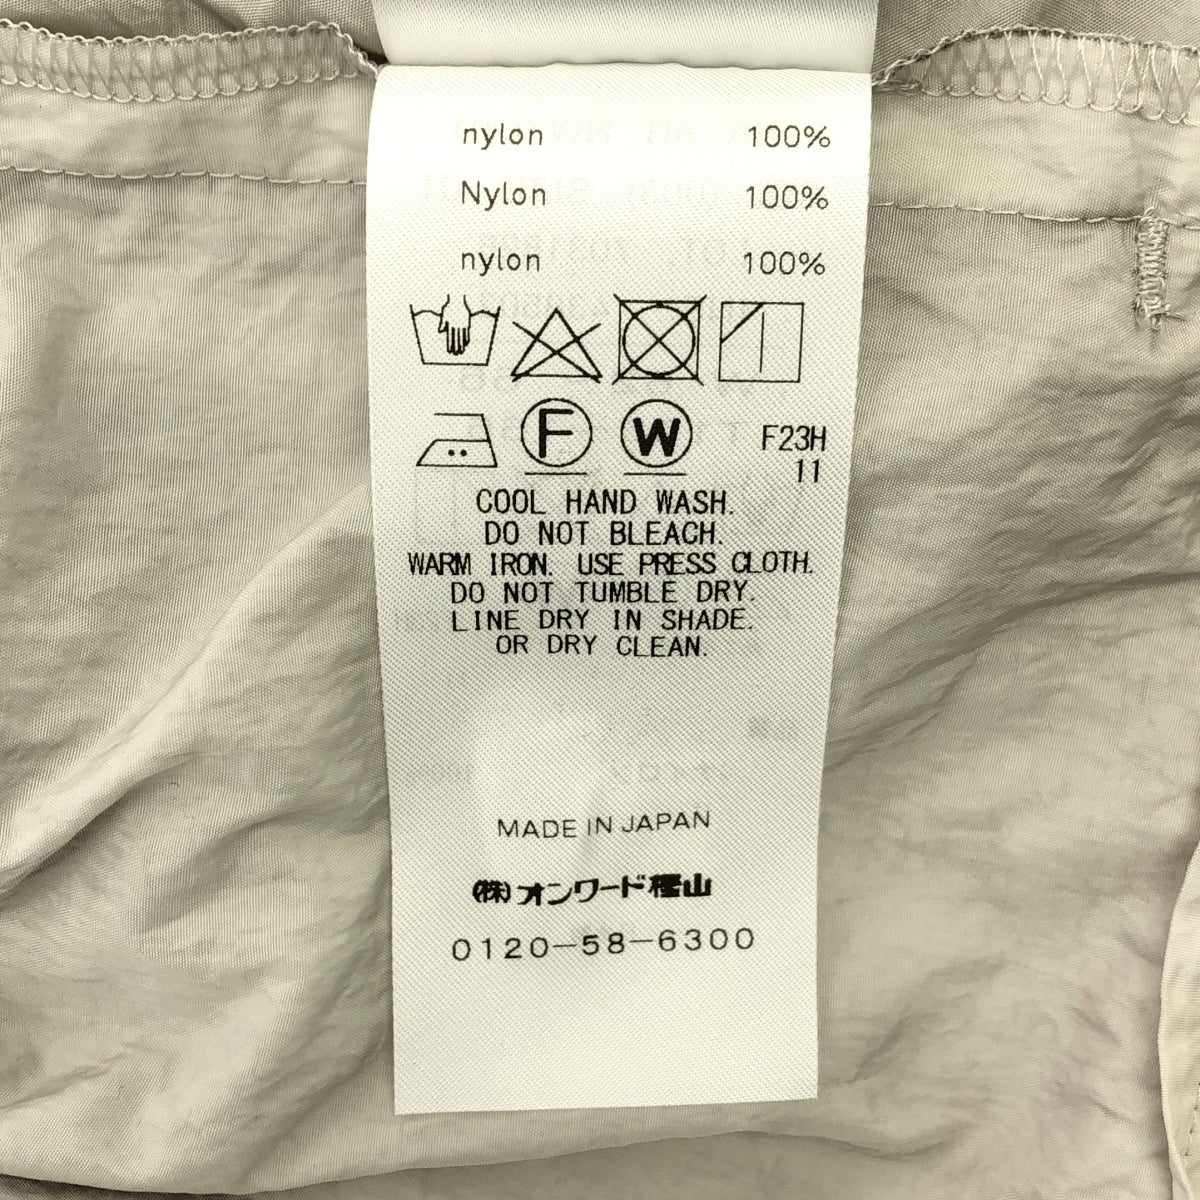 nylon 100%
Nylon 100%
nylon 100%
F W F23H
11
COOL HAND WASH.
DO NOT BLEACH.
WARM IRON. USE PRESS CLOTH.
DO NOT TUMBLE DRY.
LINE DRY IN SHADE.
OR DRY CLEAN.
MADE IN JAPAN
(株)オンワード樫山
0120-58-6300